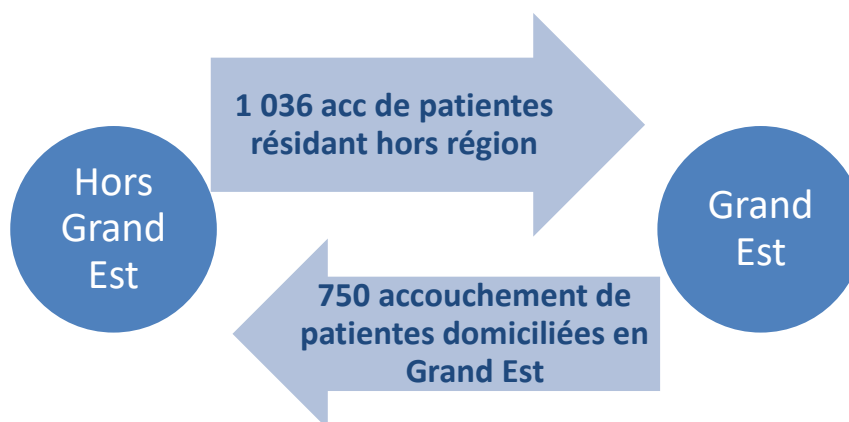 1 036 acc de patientes
résidant hors région
Hors
Grand
Est
Grand
Est
750 accouchement de
patientes domiciliées en
Grand Est